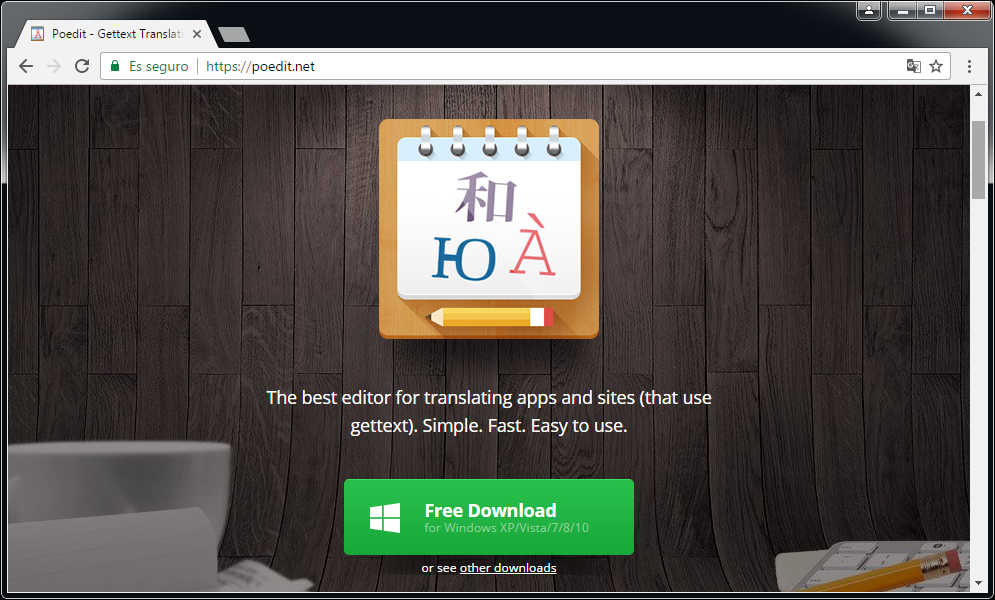 Poedit - Gettext Translati
Es seguro
https://poedit.net
和
Ю À
The best editor for translating apps and sites (that use
gettext). Simple. Fast. Easy to use.
Free Download
for Windows XP/Vista/7/8/10
or see other downloads